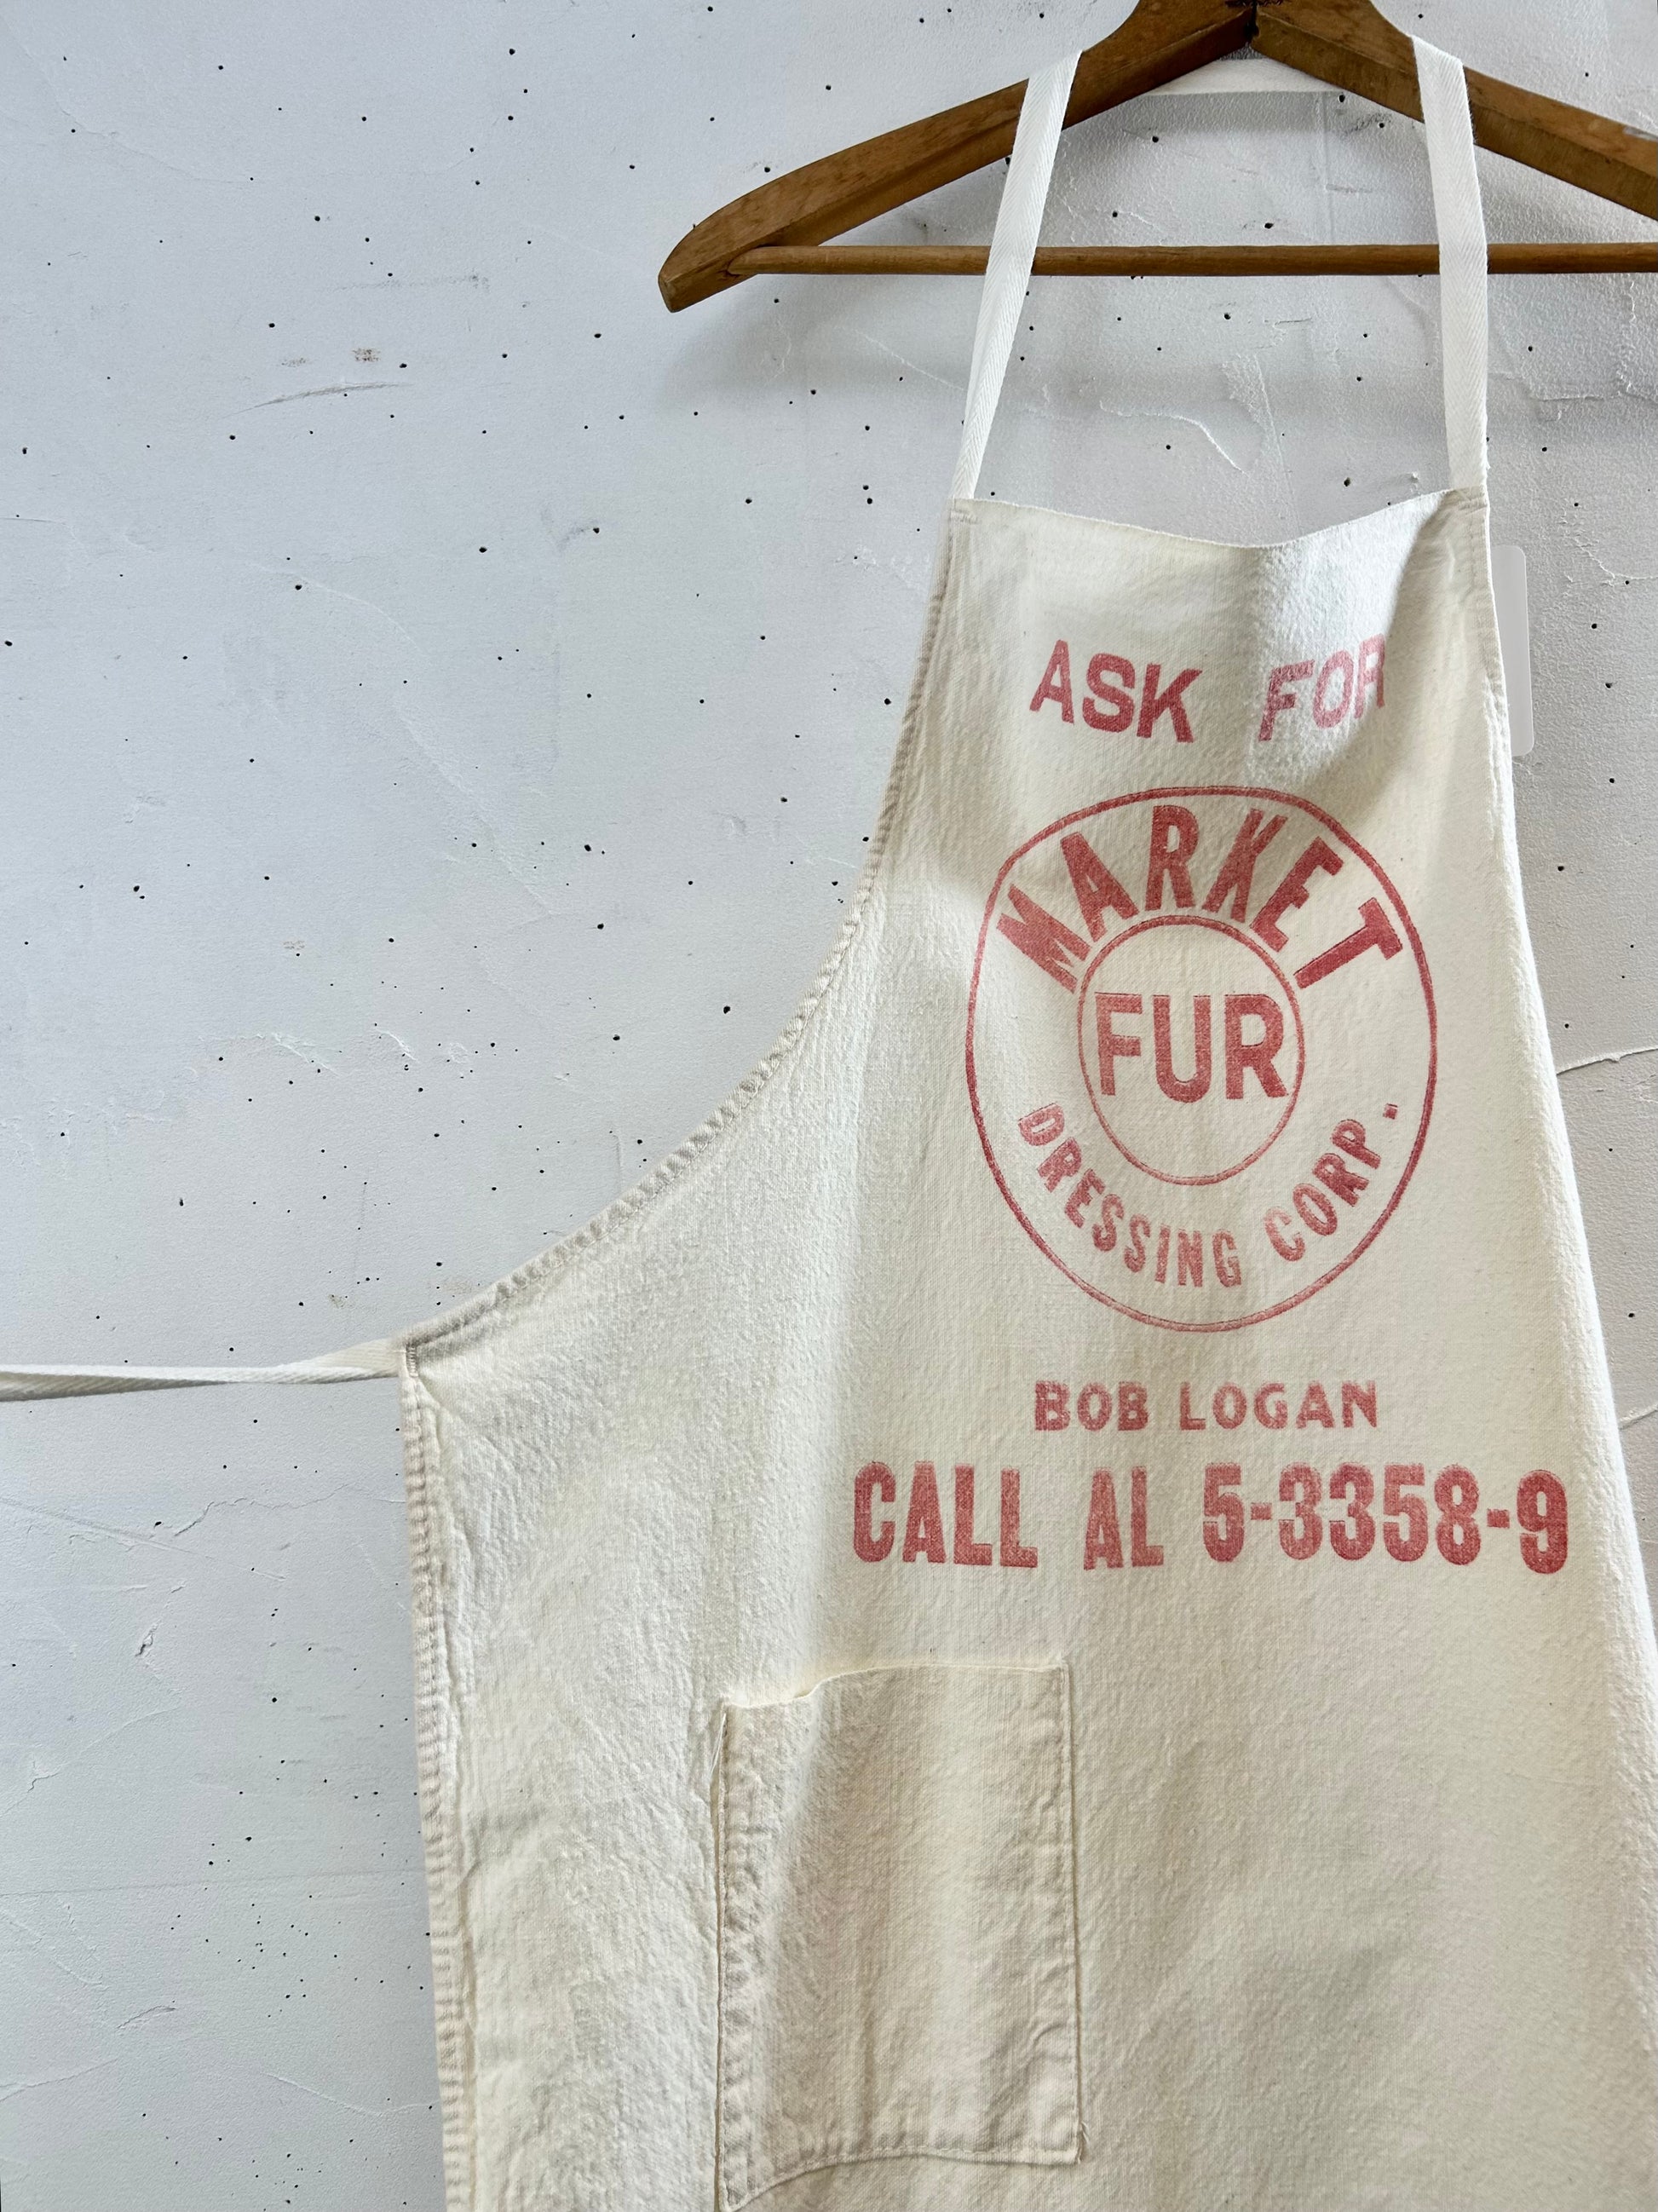 ASK FOR
MARKET
FUR
DRESSING CORP.
BOB LOGAN
CALL AL 5-3358-9